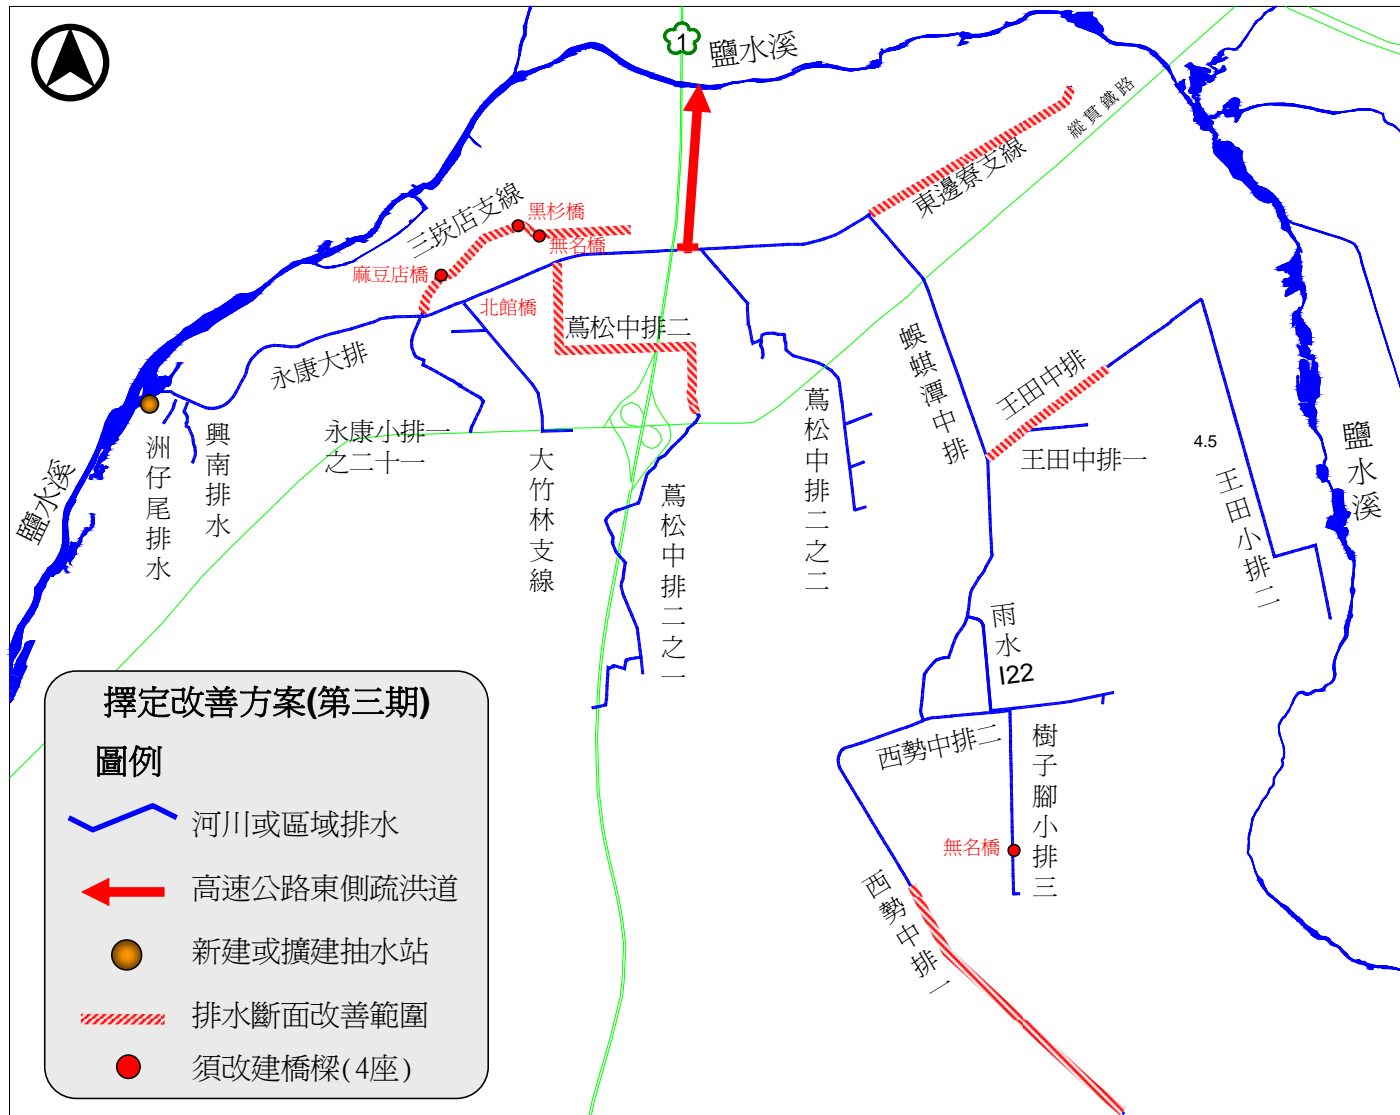 1
鹽水溪
縱貫鐵路
東邊寮支線
三崁店支線
黑杉橋
無名橋
麻豆店橋
北館橋
蔦松中排二
永康大排
蜈蜞潭中排
王田中排
王田中排一
4.5
王田小排二
鹽水溪
蔦松中排二之二
永康小排一
之二十一
大竹林支線
興南排水
洲仔尾排水
鹽水溪
蔦松中排二之一
雨水
I22
西勢中排二
樹子腳小排三
無名橋
西勢中排一
擇定改善方案(第三期)
圖例
河川或區域排水
高速公路東側疏洪道
新建或擴建抽水站
排水斷面改善範圍
須改建橋樑(4座)